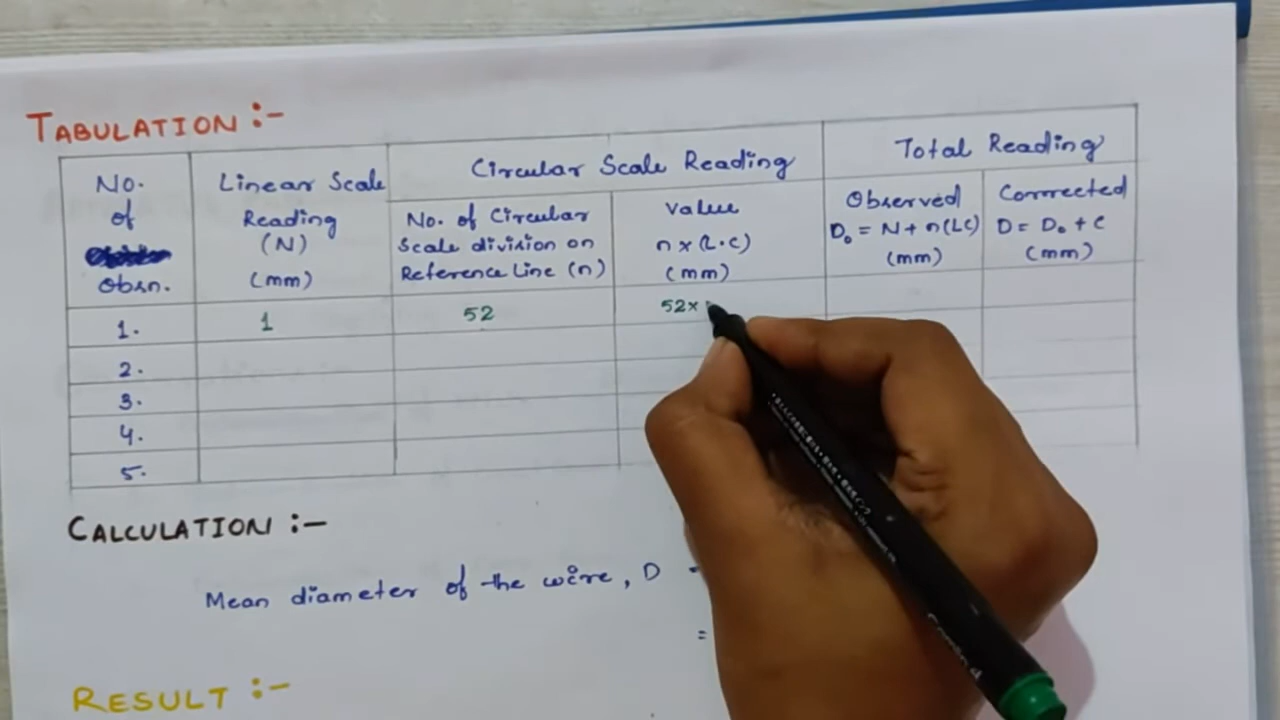 TABULATION :-
No.
of
Obsn.
Linear Scale
Reading
(N)
(mm)
Circular Scale Reading
No. of Circular
Scale division on
Reference Line (n)
Value
n × (L.C)
(mm)
Total Reading
Observed
D₀ = N + n(LC)
(mm)
Corrected
D = D₀ + C
(mm)
1. 1 52 52×
2.
3.
4.
5.
CALCULATION :-
Mean diameter of the wire, D
=
RESULT :-